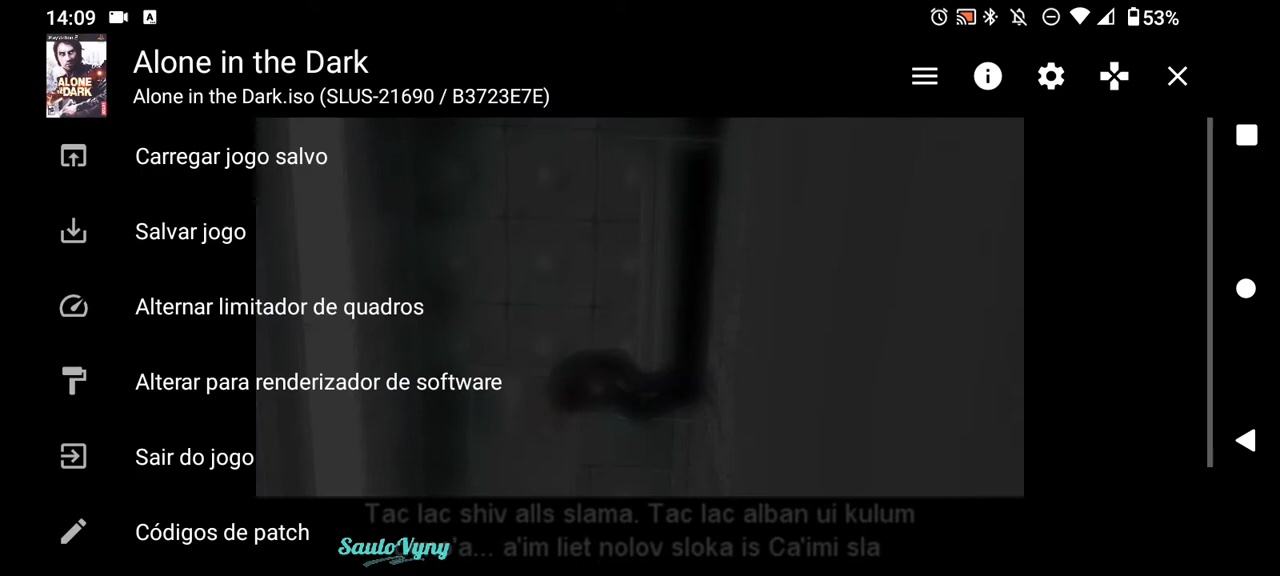 14:09
53%
Alone in the Dark
Alone in the Dark.iso (SLUS-21690 / B3723E7E)
ALONE
DARK
Carregar jogo salvo
Salvar jogo
Alternar limitador de quadros
Alterar para renderizador de software
Sair do jogo
Tac lac shiv alls slama. Tac lac alban ui kulum
Códigos de patch
SauloVyny
a'im liet nolov sloka is Ca'imi sla